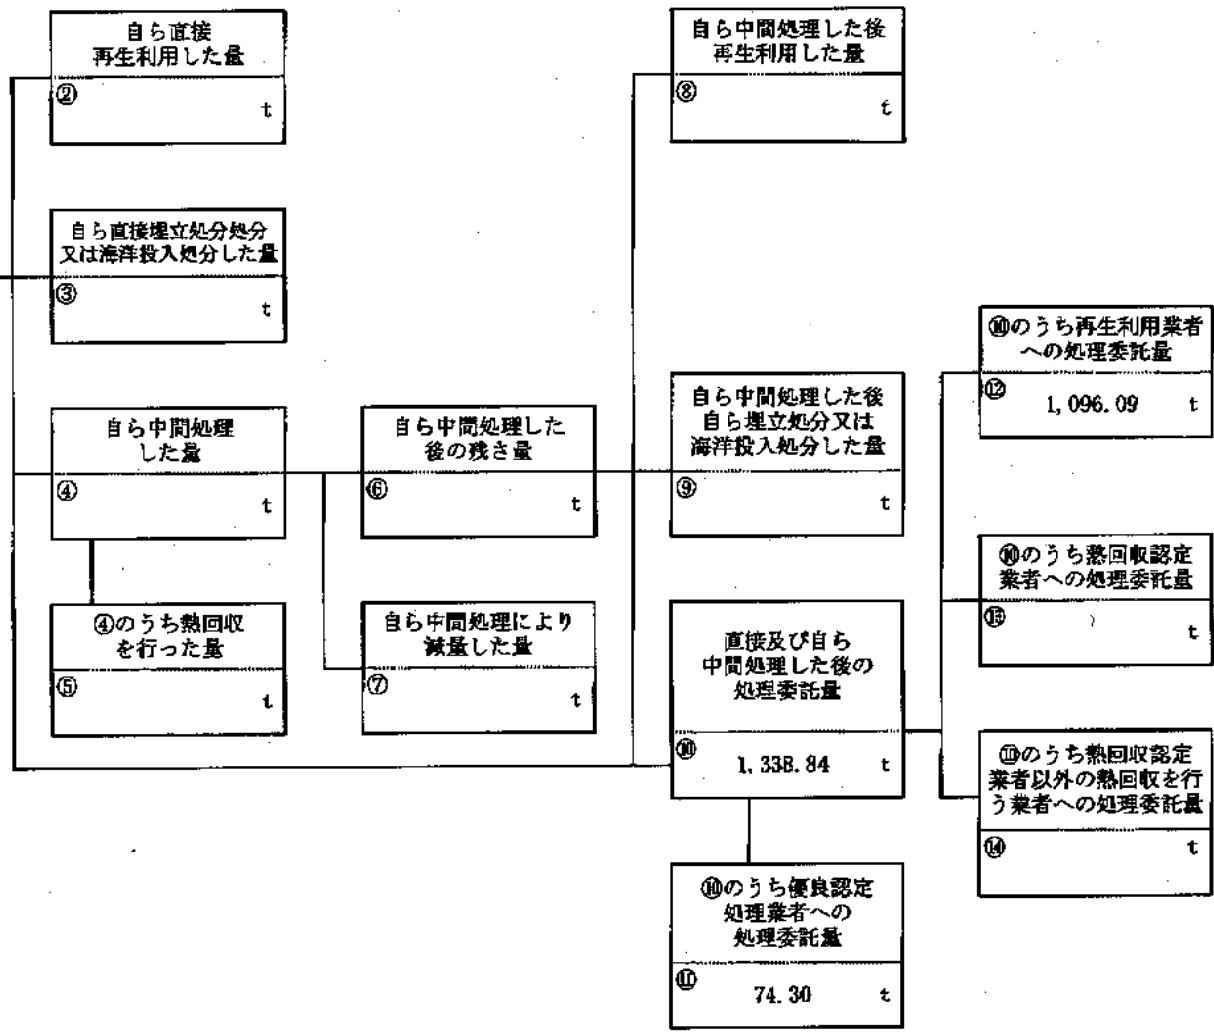 自ら直接
再生利用した量
②
t
自ら直接埋立処分処分
又は海洋投入処分した量
③
t
自ら中間処理
した量
④
t
④のうち熱回収
を行った量
⑤
t
自ら中間処理した
後の残さ量
⑥
t
自ら中間処理により
減量した量
⑦
t
自ら中間処理した後
再生利用した量
⑧
t
自ら中間処理した後
自ら埋立処分又は
海洋投入処分した量
⑨
t
直接及び自ら
中間処理した後の
処理委託量
⑩
1,338.84 t
⑩のうち優良認定
処理業者への
処理委託量
⑪
74.30 t
⑩のうち再生利用業者
への処理委託量
⑫
1,096.09 t
⑩のうち熱回収認定
業者への処理委託量
⑬
t
⑩のうち熱回収認定
業者以外の熱回収を行
う業者への処理委託量
⑭
t